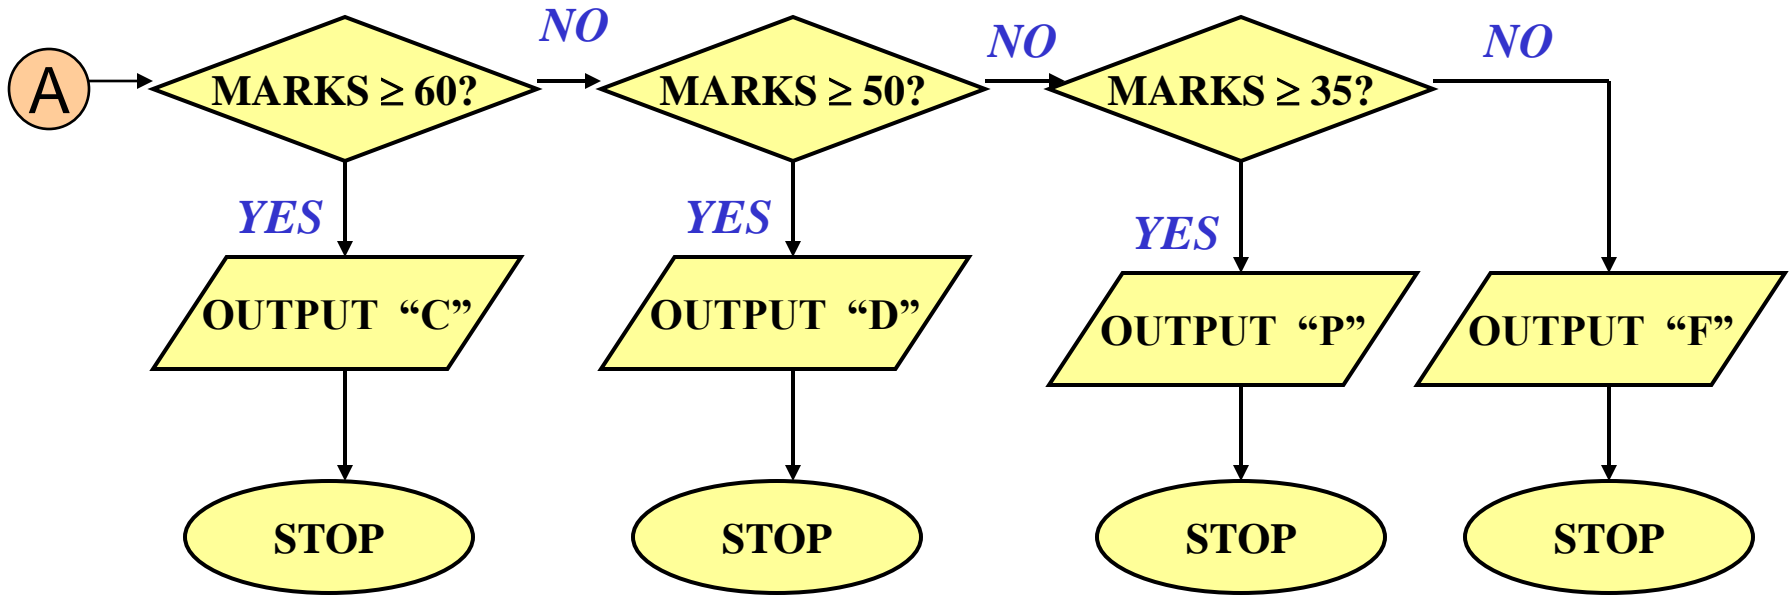 A
MARKS ≥ 60?
NO
MARKS ≥ 50?
NO
MARKS ≥ 35?
NO
YES
YES
YES
OUTPUT “C”
OUTPUT “D”
OUTPUT “P”
OUTPUT “F”
STOP
STOP
STOP
STOP